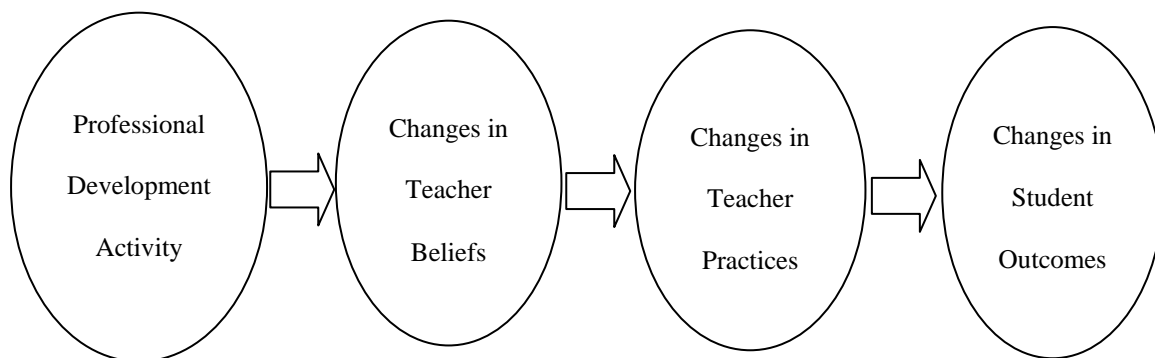 Professional
Development
Activity
Changes in
Teacher
Beliefs
Changes in
Teacher
Practices
Changes in
Student
Outcomes